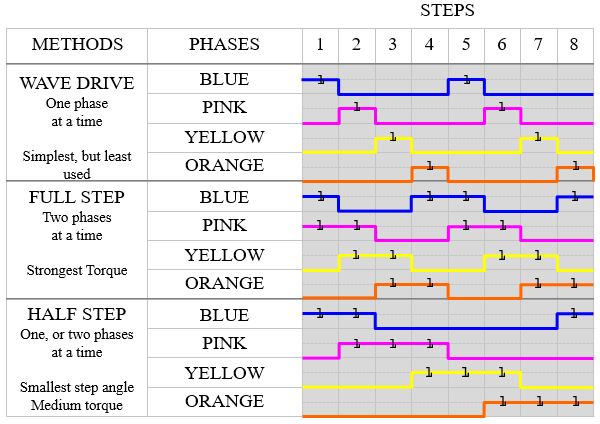 STEPS
METHODS PHASES 1 2 3 4 5 6 7 8
WAVE DRIVE
One phase
at a time
Simplest, but least
used
BLUE 1 1
PINK 1 1
YELLOW 1 1
ORANGE 1 1
FULL STEP
Two phases
at a time
Strongest Torque
BLUE 1 1 1 1
PINK 1 1 1 1
YELLOW 1 1 1 1
ORANGE 1 1 1 1
HALF STEP
One, or two phases
at a time
Smallest step angle
Medium torque
BLUE 1 1 1
PINK 1 1 1
YELLOW 1 1 1
ORANGE 1 1 1